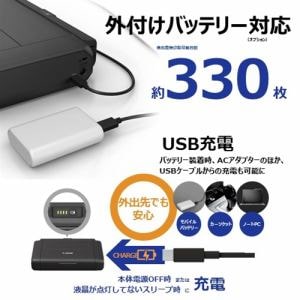 外付けバッテリー対応
(オプション)
約330枚
USB充電
バッテリー装着時、ACアダプターのほか、
USBケーブルからの充電も可能に
外出先でも
安心
モバイル
バッテリー
カーソケット
ノートPC
CHARGE
本体電源OFF時 または
液晶が点灯してないスリープ時 に
充電